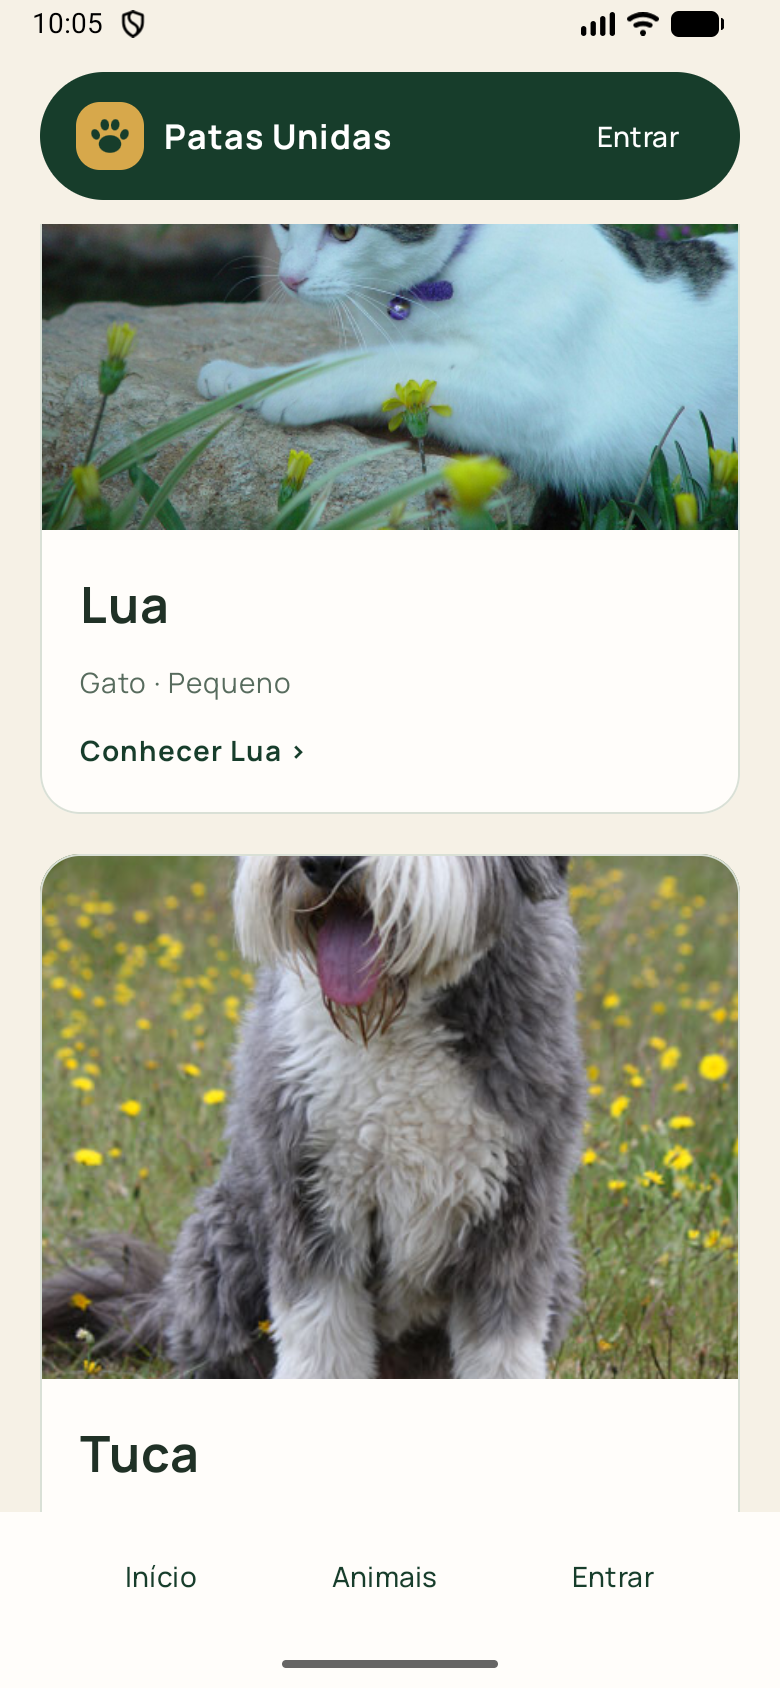 10:05
Patas Unidas
Entrar
Lua
Gato · Pequeno
Conhecer Lua ›
Tuca
Início
Animais
Entrar